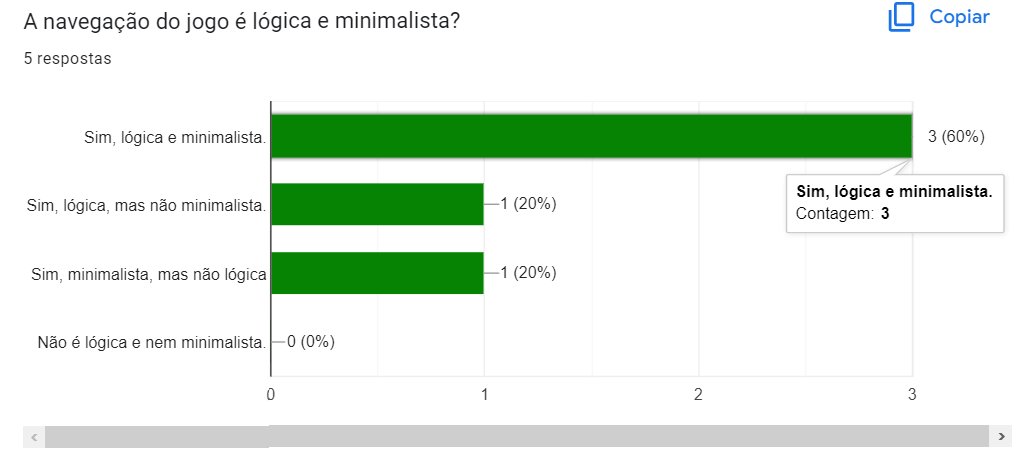 A navegação do jogo é lógica e minimalista?
Copiar
5 respostas
Sim, lógica e minimalista.
3 (60%)
Sim, lógica e minimalista.
Contagem: 3
Sim, lógica, mas não minimalista.
1 (20%)
Sim, minimalista, mas não lógica
1 (20%)
Não é lógica e nem minimalista.
0 (0%)
0 1 2 3